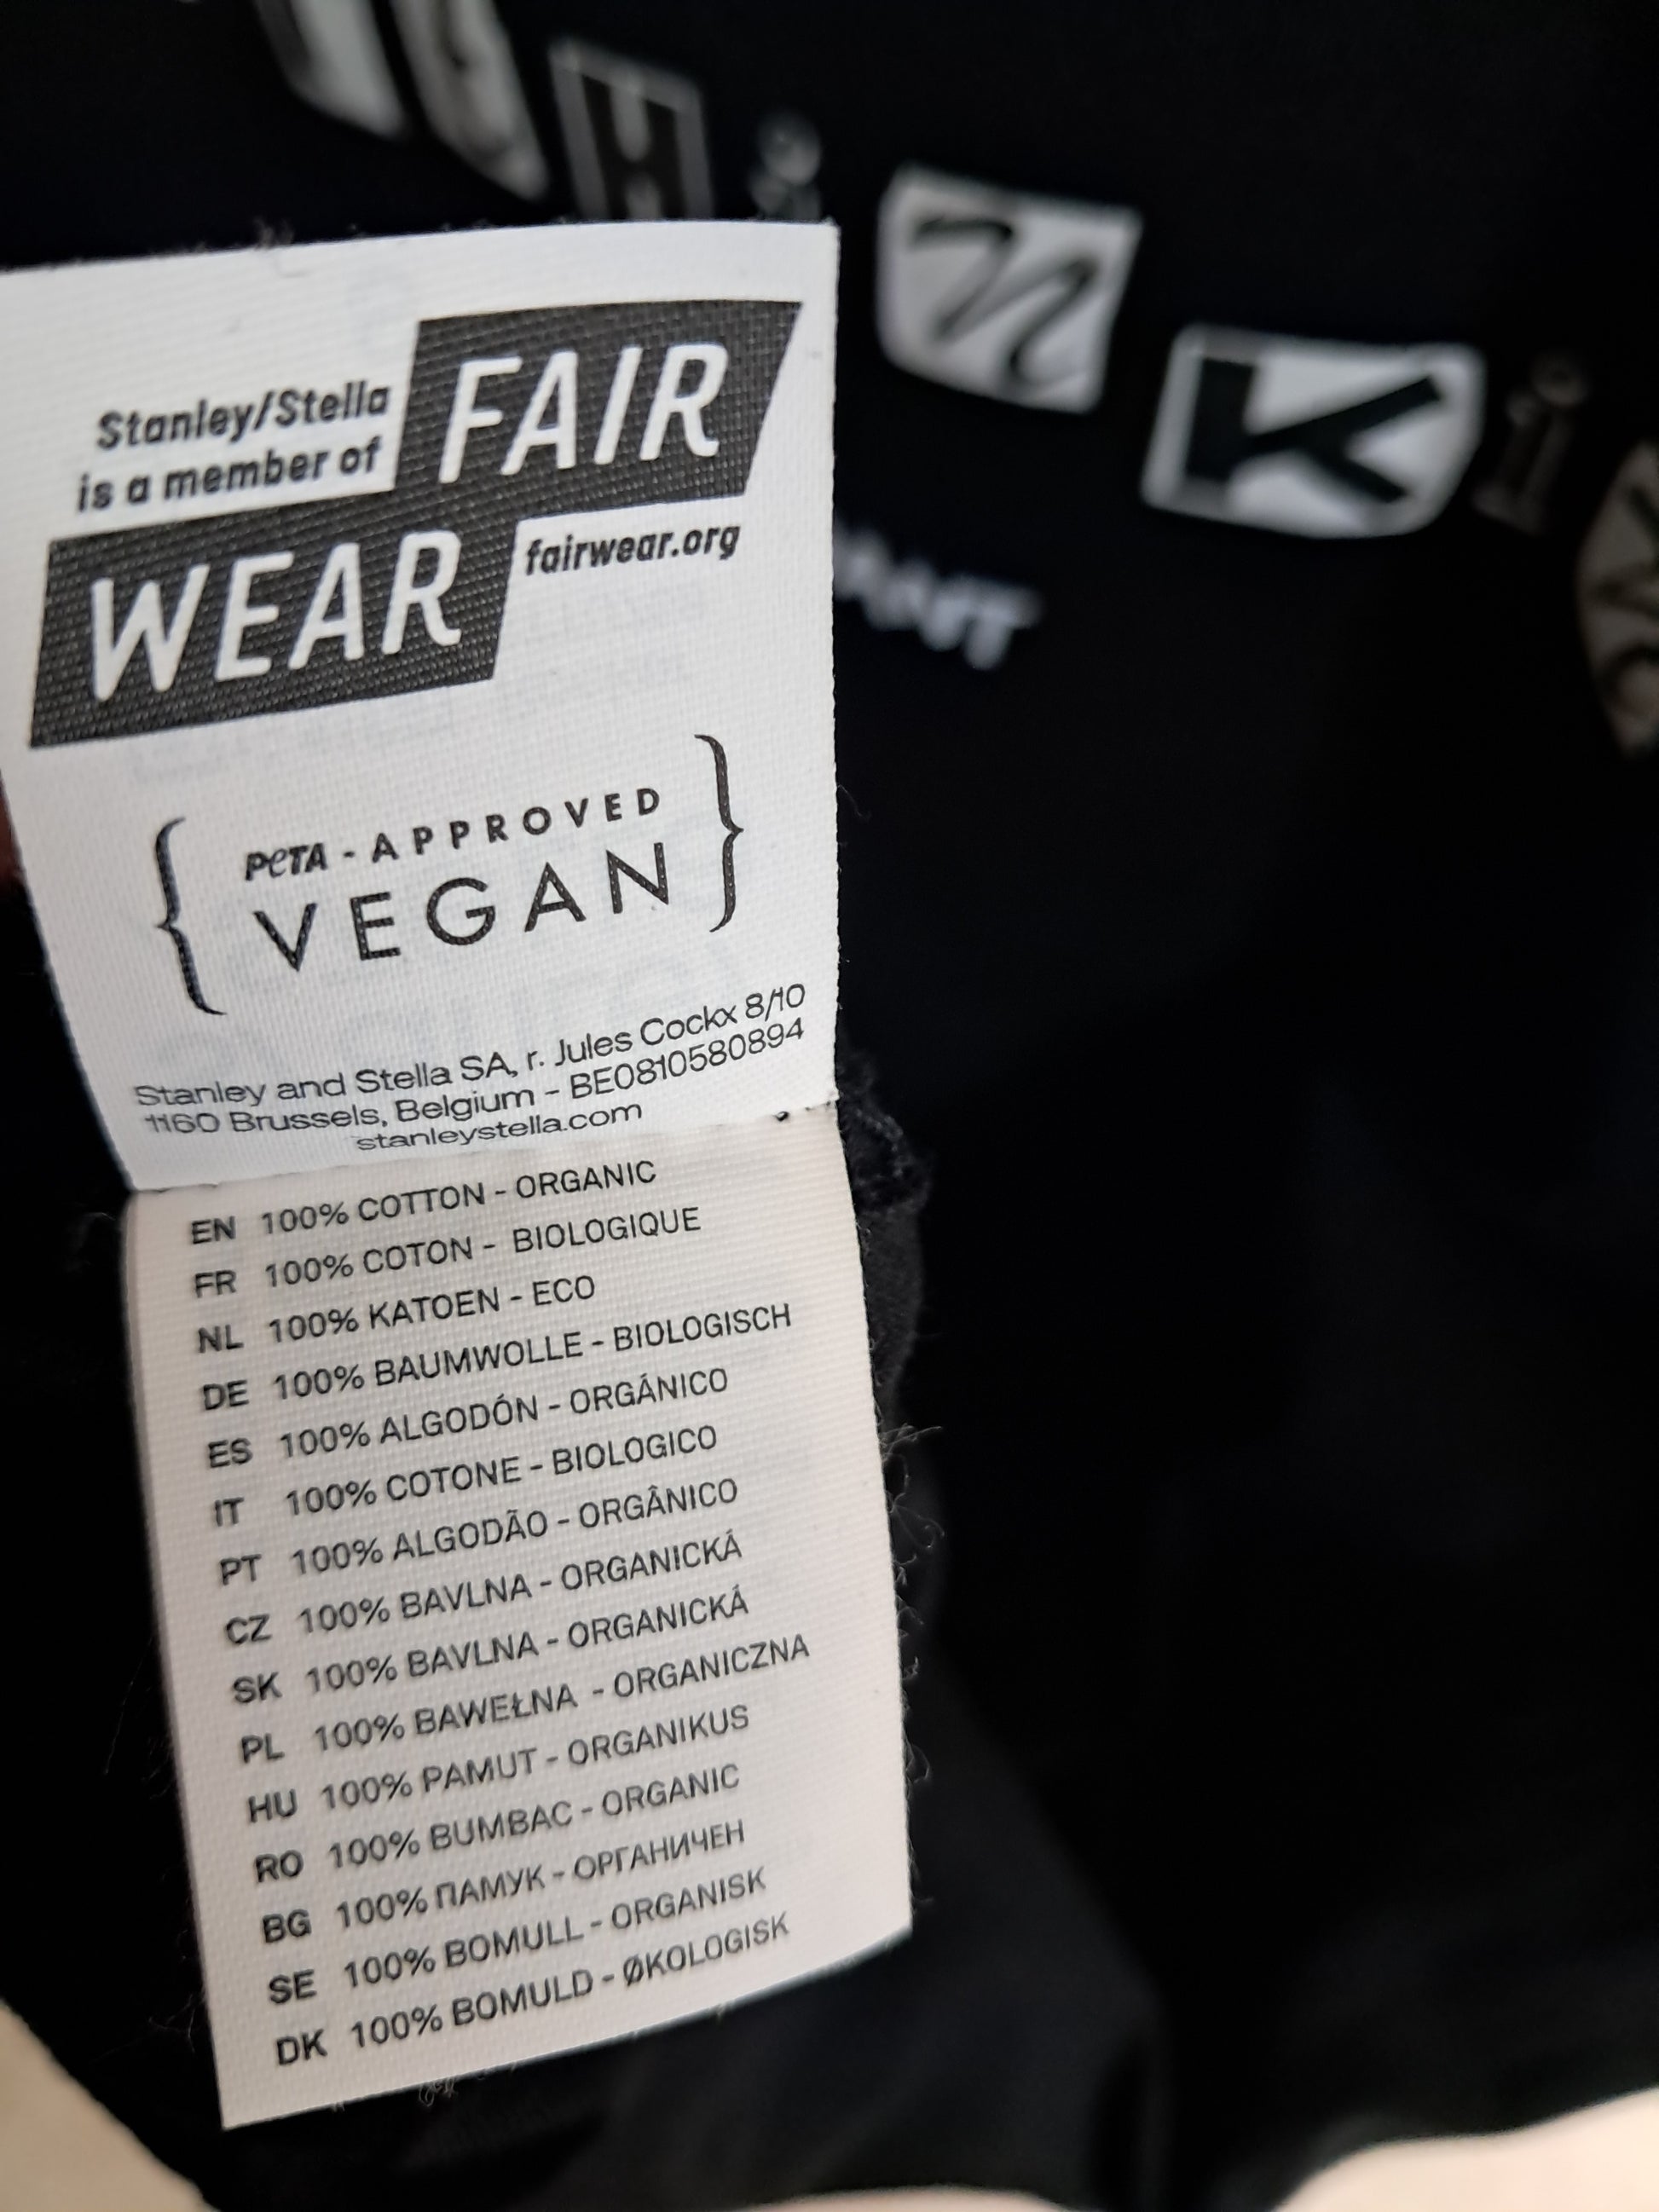 Stanley/Stella
is a member of
FAIR
WEAR
fairwear.org
PeTA - APPROVED
VEGAN
Stanley and Stella SA, r. Jules Cockx 8/10
1160 Brussels, Belgium - BE0810580894
stanleystella.com
EN 100% COTTON - ORGANIC
FR 100% COTON - BIOLOGIQUE
NL 100% KATOEN - ECO
DE 100% BAUMWOLLE - BIOLOGISCH
ES 100% ALGODÓN - ORGÁNICO
IT 100% COTONE - BIOLOGICO
PT 100% ALGODÃO - ORGÂNICO
CZ 100% BAVLNA - ORGANICKÁ
SK 100% BAVLNA - ORGANICKÁ
PL 100% BAWEŁNA - ORGANICZNA
HU 100% PAMUT - ORGANIKUS
RO 100% BUMBAC - ORGANIC
BG 100% ПАМУК - ОРГАНИЧЕН
SE 100% BOMULL - ORGANISK
DK 100% BOMULD - ØKOLOGISK